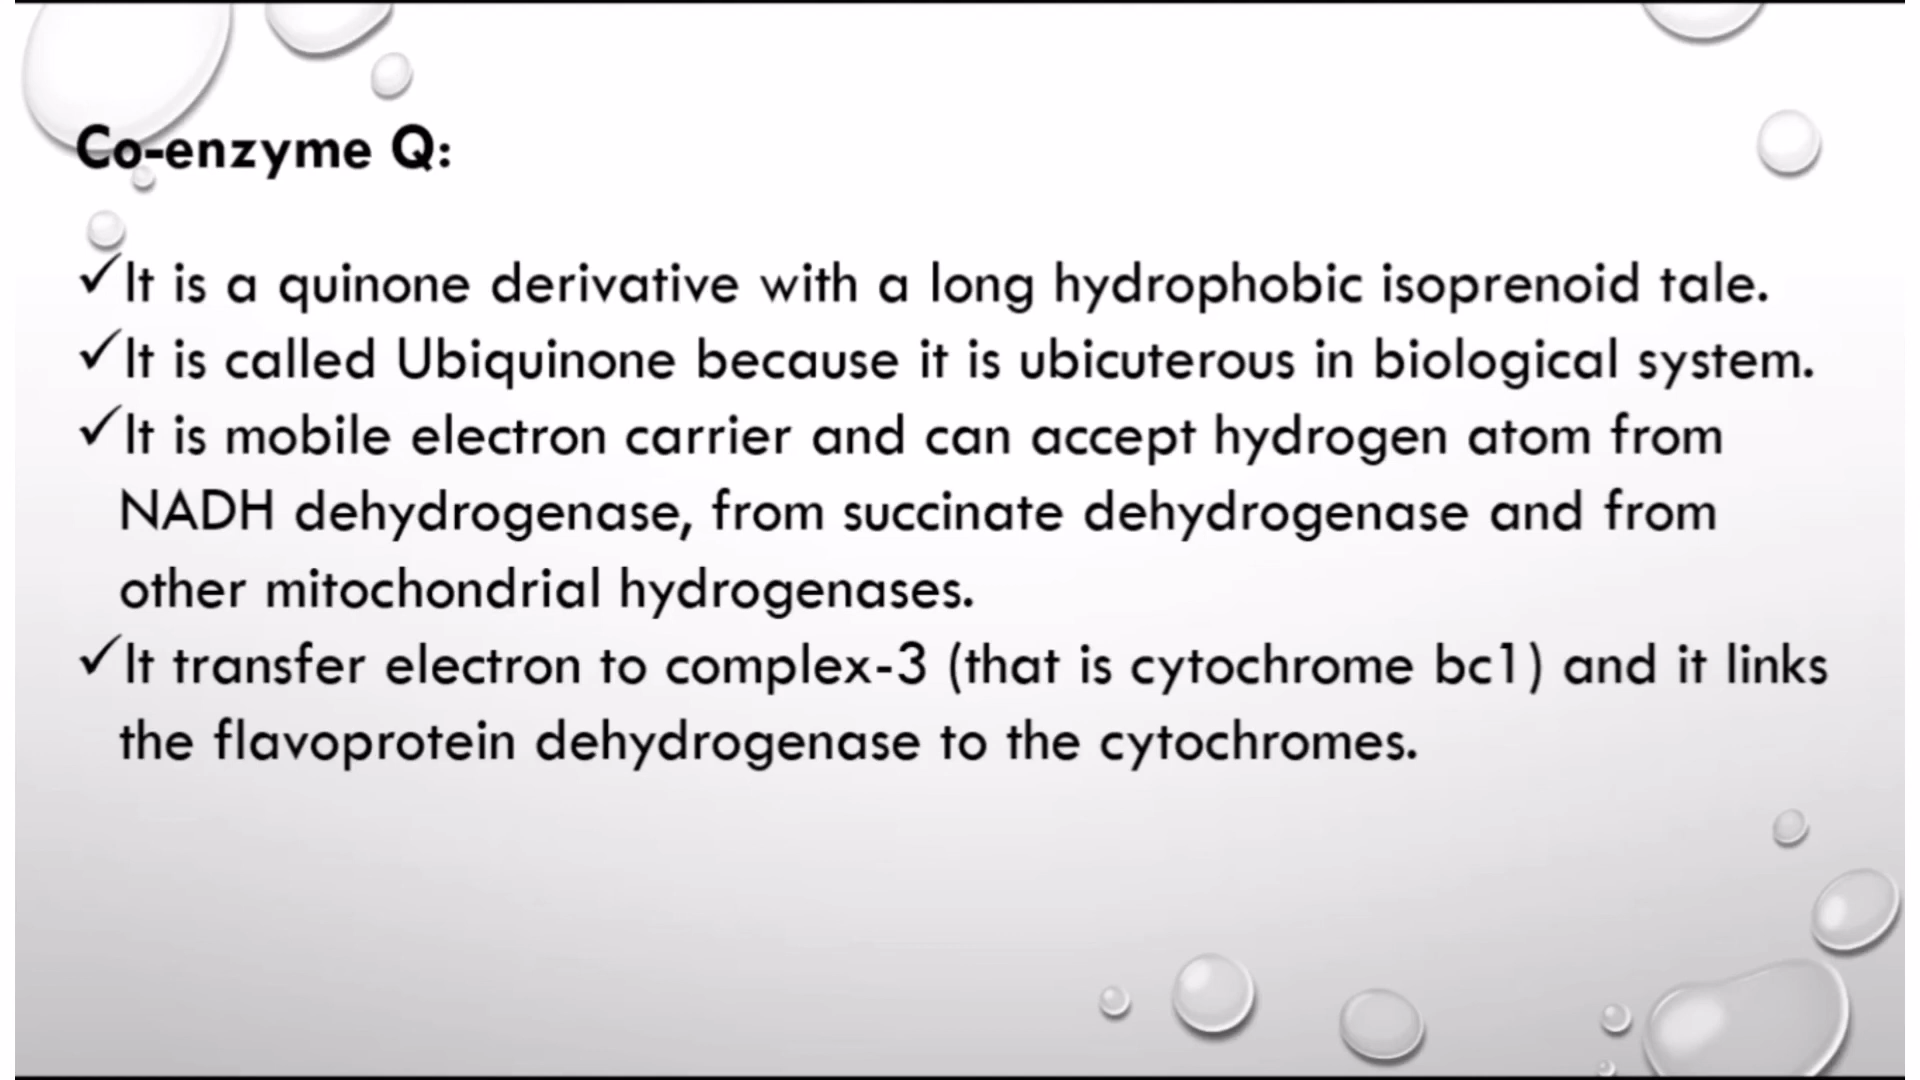 Co-enzyme Q:
✓It is a quinone derivative with a long hydrophobic isoprenoid tale.
✓It is called Ubiquinone because it is ubicuterous in biological system.
✓It is mobile electron carrier and can accept hydrogen atom from
NADH dehydrogenase, from succinate dehydrogenase and from
other mitochondrial hydrogenases.
✓It transfer electron to complex-3 (that is cytochrome bc1) and it links
the flavoprotein dehydrogenase to the cytochromes.